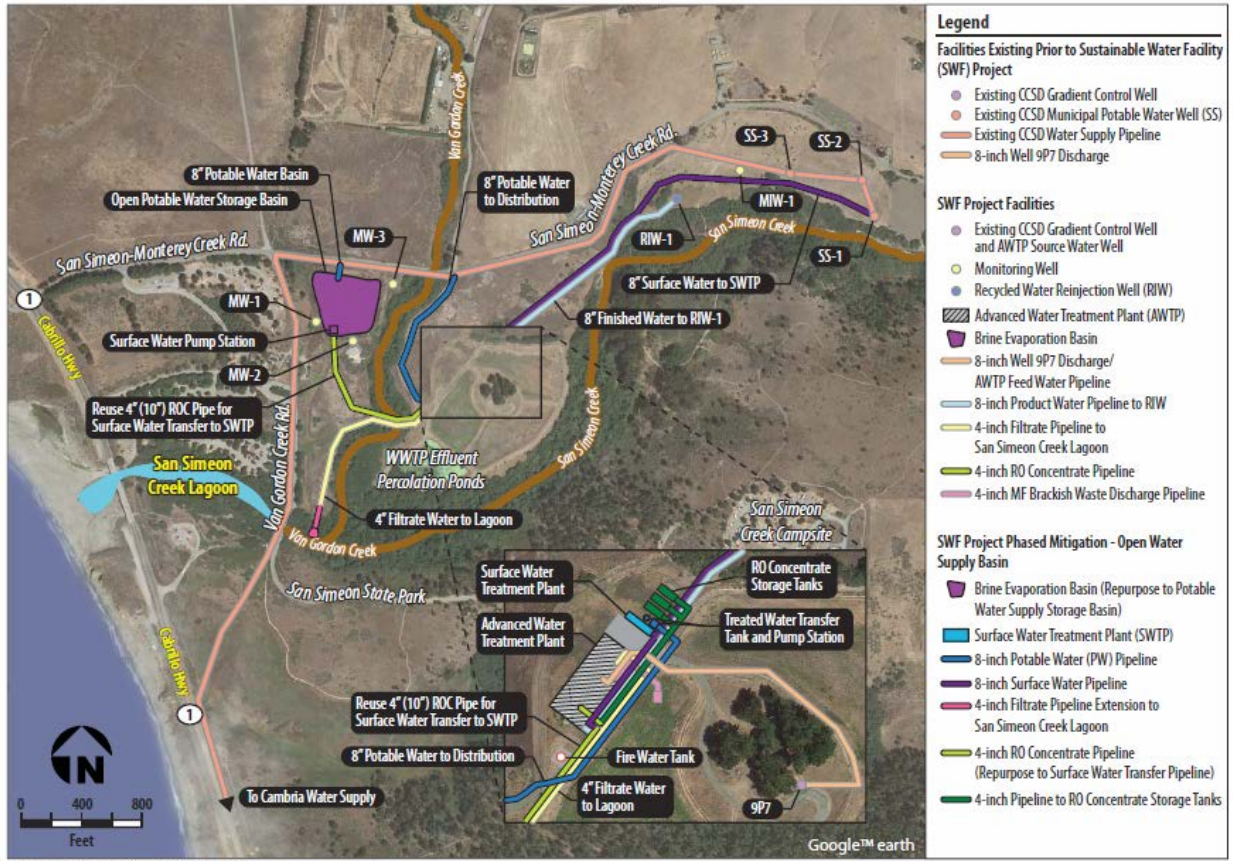 Van Gordon Creek
8" Potable Water Basin
Open Potable Water Storage Basin
8" Potable Water
to Distribution
MW-3
San Simeon-Monterey Creek Rd.
San Simeo-Monterey Creek Rd.
SS-3
SS-2
MIW-1
RIW-1
San Simeon Creek
SS-1
8" Surface Water to SWTP
8" Finished Water to RIW-1
1
Cabrillo Hwy
MW-1
Surface Water Pump Station
MW-2
Reuse 4" (10") ROC Pipe for
Surface Water Transfer to SWTP
Van Gordon Creek Rd.
San Simeon
Creek Lagoon
WWTP Effluent
Percolation Ponds
San Simeon Creek
4" Filtrate Water to Lagoon
Van Gordon Creek
San Simeon State Park
San Simeon
Creek Campsite
Cabrillo Hwy
1
To Cambria Water Supply
N
0 400 800
Feet
Surface Water
Treatment Plant
RO Concentrate
Storage Tanks
Advanced Water
Treatment Plant
Treated Water Transfer
Tank and Pump Station
Reuse 4" (10") ROC Pipe for
Surface Water Transfer to SWTP
8" Potable Water to Distribution
Fire Water Tank
4" Filtrate Water
to Lagoon
9P7
Google™ earth
Legend
Facilities Existing Prior to Sustainable Water Facility
(SWF) Project
Existing CCSD Gradient Control Well
Existing CCSD Municipal Potable Water Well (SS)
Existing CCSD Water Supply Pipeline
8-inch Well 9P7 Discharge
SWF Project Facilities
Existing CCSD Gradient Control Well
and AWTP Source Water Well
Monitoring Well
Recycled Water Reinjection Well (RIW)
Advanced Water Treatment Plant (AWTP)
Brine Evaporation Basin
8-inch Well 9P7 Discharge/
AWTP Feed Water Pipeline
8-inch Product Water Pipeline to RIW
4-inch Filtrate Pipeline to
San Simeon Creek Lagoon
4-inch RO Concentrate Pipeline
4-inch MF Brackish Waste Discharge Pipeline
SWF Project Phased Mitigation - Open Water
Supply Basin
Brine Evaporation Basin (Repurpose to Potable
Water Supply Storage Basin)
Surface Water Treatment Plant (SWTP)
8-inch Potable Water (PW) Pipeline
8-inch Surface Water Pipeline
4-inch Filtrate Pipeline Extension to
San Simeon Creek Lagoon
4-inch RO Concentrate Pipeline
(Repurpose to Surface Water Transfer Pipeline)
4-inch Pipeline to RO Concentrate Storage Tanks